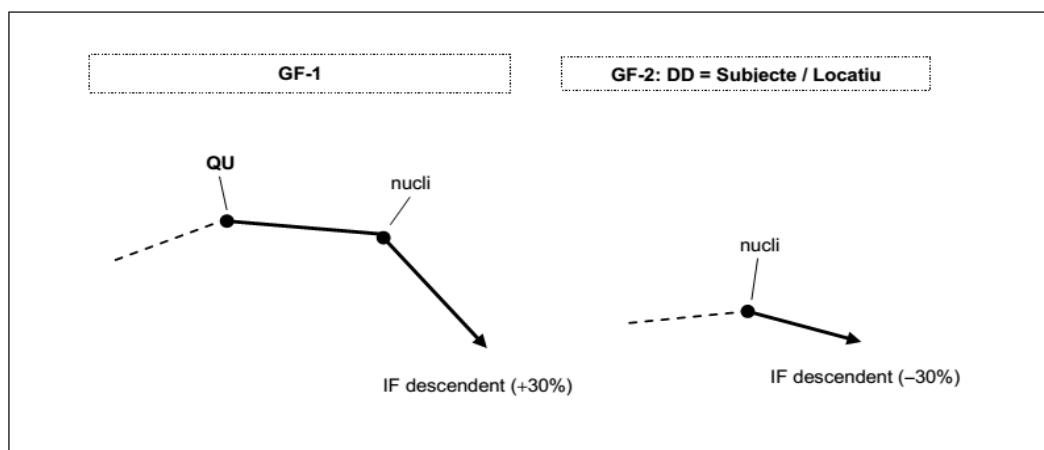 GF-1
GF-2: DD = Subjecte / Locatiu
QU
nucli
nucli
IF descendent (+30%)
IF descendent (–30%)